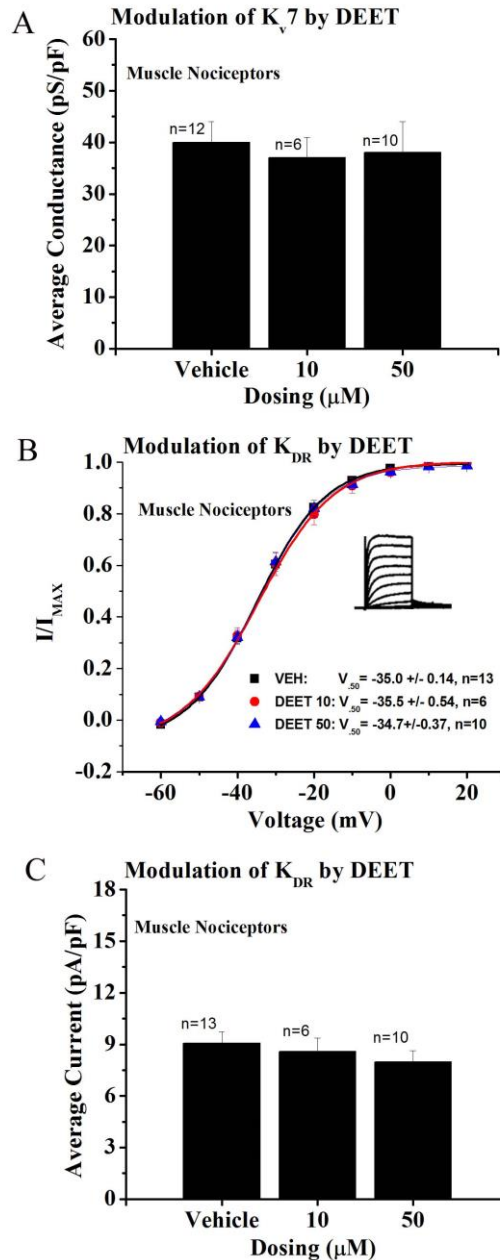 A
Modulation of Kv7 by DEET
Muscle Nociceptors
Average Conductance (pS/pF)
60
50
40
30
20
10
0
n=12
n=6
n=10
Vehicle 10 50
Dosing (μM)
B
Modulation of KDR by DEET
Muscle Nociceptors
I/IMAX
1.0
0.8
0.6
0.4
0.2
0.0
-0.2
VEH: V.50= -35.0 +/- 0.14, n=13
DEET 10: V.50= -35.5 +/- 0.54, n=6
DEET 50: V.50= -34.7+/-0.37, n=10
-60 -40 -20 0 20
Voltage (mV)
C
Modulation of KDR by DEET
Muscle Nociceptors
Average Current (pA/pF)
18
15
12
9
6
3
0
n=13
n=6
n=10
Vehicle 10 50
Dosing (μM)